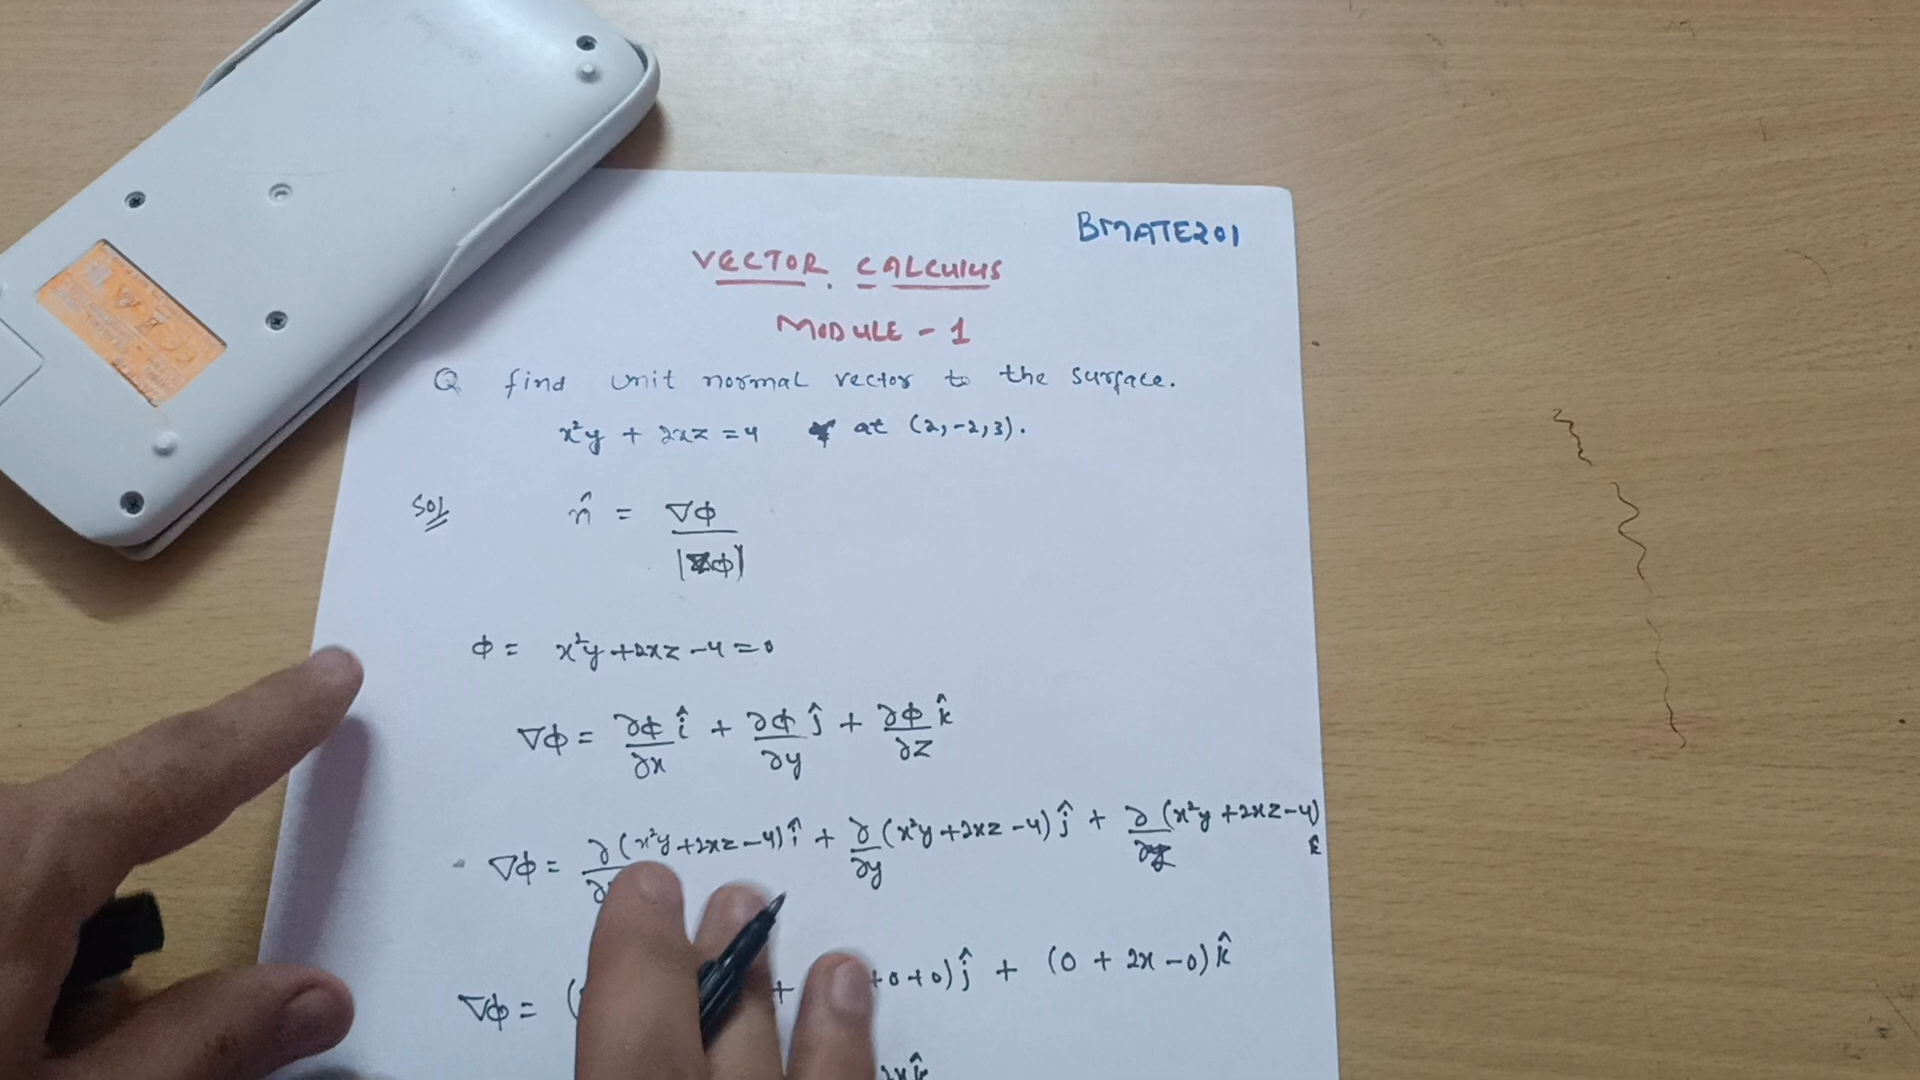 BMATE201
VECTOR CALCULUS
MODULE - 1
Q find unit normal vector to the surface.
x²y + 2xz = 4 at (2,-2,3).
Sol n̂ = ∇φ
|∇φ|
φ = x²y + 2xz - 4 = 0
∇φ = ∂φ/∂x î + ∂φ/∂y ĵ + ∂φ/∂z k̂
∇φ = ∂/∂ (x²y + 2xz - 4) î + ∂/∂y (x²y + 2xz - 4) ĵ + ∂/∂z (x²y + 2xz - 4) k̂
∇φ = ( + +0+0) ĵ + (0 + 2x - 0) k̂
2x k̂